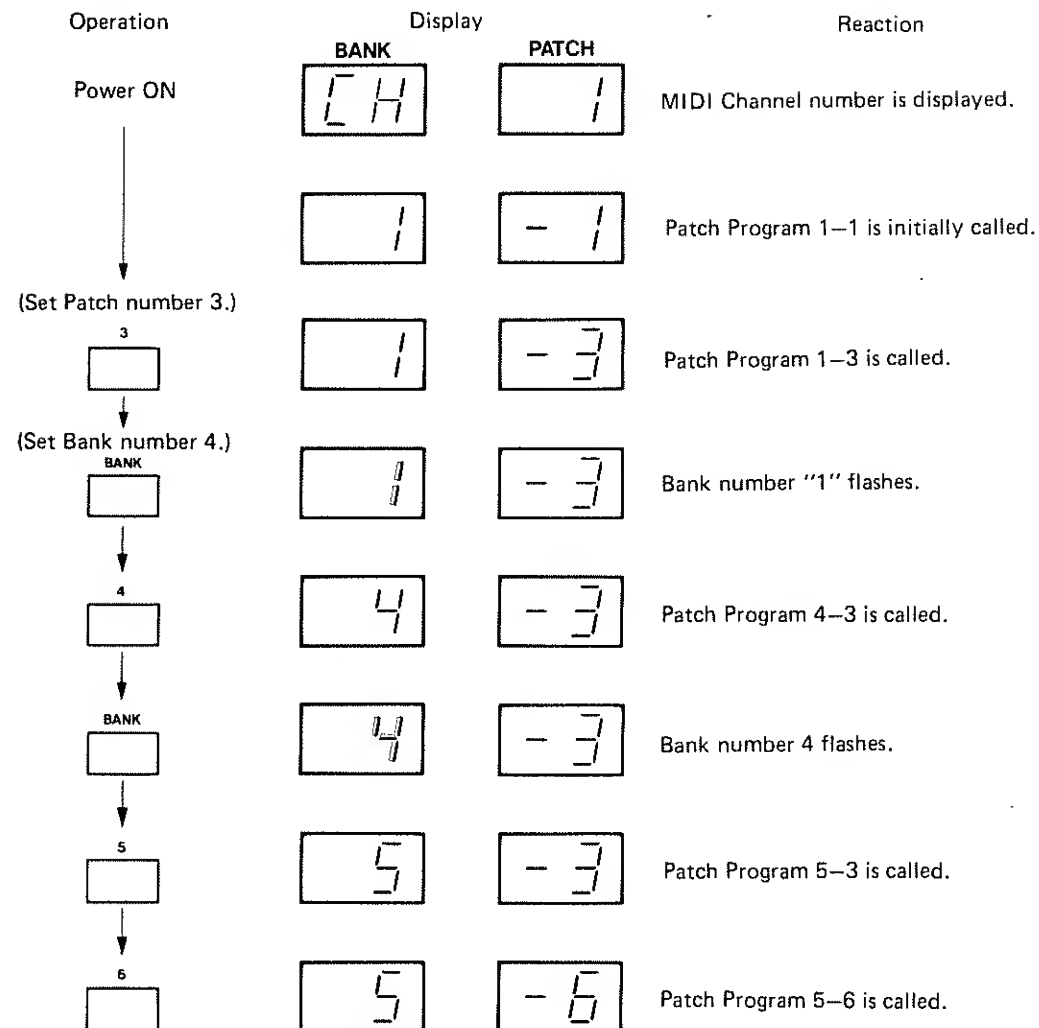 Operation Display Reaction
BANK PATCH
Power ON CH 1 MIDI Channel number is displayed.
1 - 1 Patch Program 1—1 is initially called.
(Set Patch number 3.)
3
1 - 3 Patch Program 1—3 is called.
(Set Bank number 4.)
BANK
1 - 3 Bank number "1" flashes.
4
4 - 3 Patch Program 4—3 is called.
BANK
4 - 3 Bank number 4 flashes.
5
5 - 3 Patch Program 5—3 is called.
6
5 - 6 Patch Program 5—6 is called.